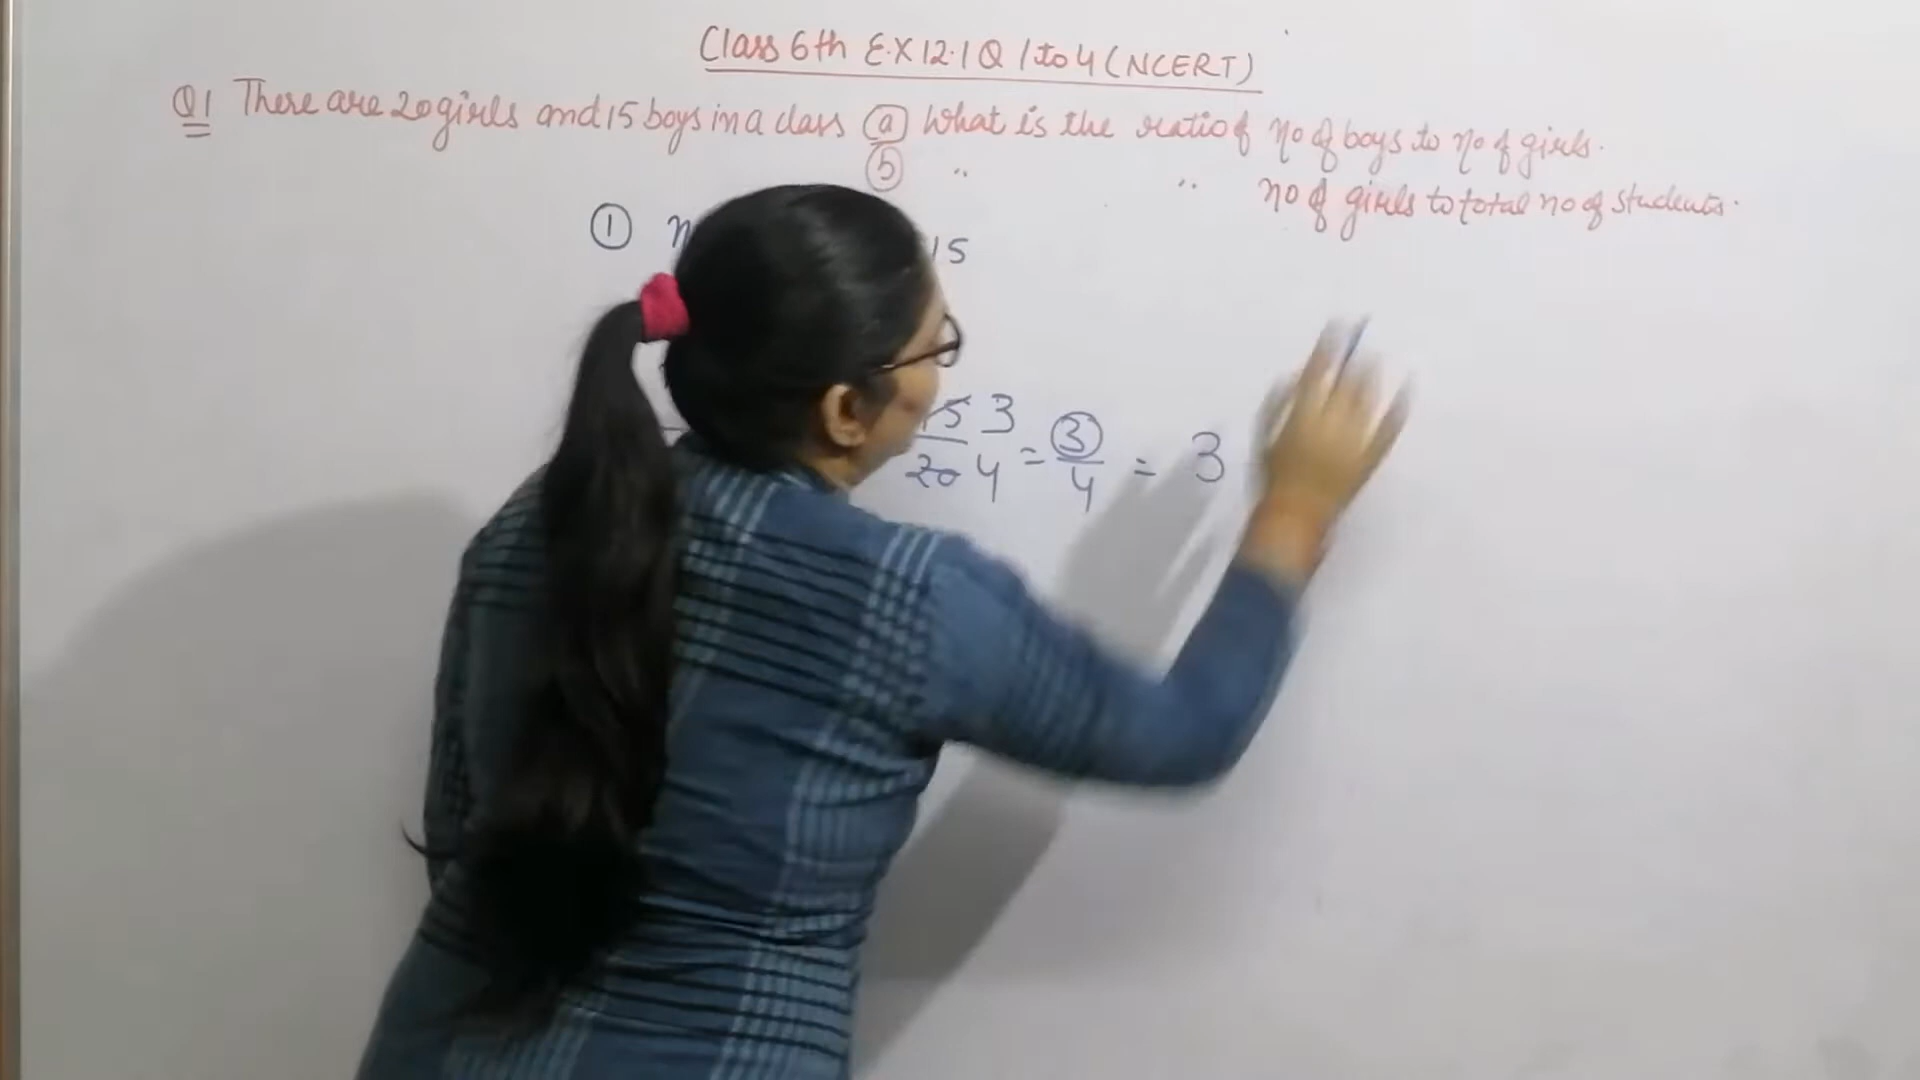 Class 6th E.X 12.1 Q 1 to 4 (NCERT)
Q1 There are 20 girls and 15 boys in a class (a) What is the ratio of no of boys to no of girls.
(b) " " no of girls to total no of students.
① 15
15 3 = 3 = 3
20 4 4